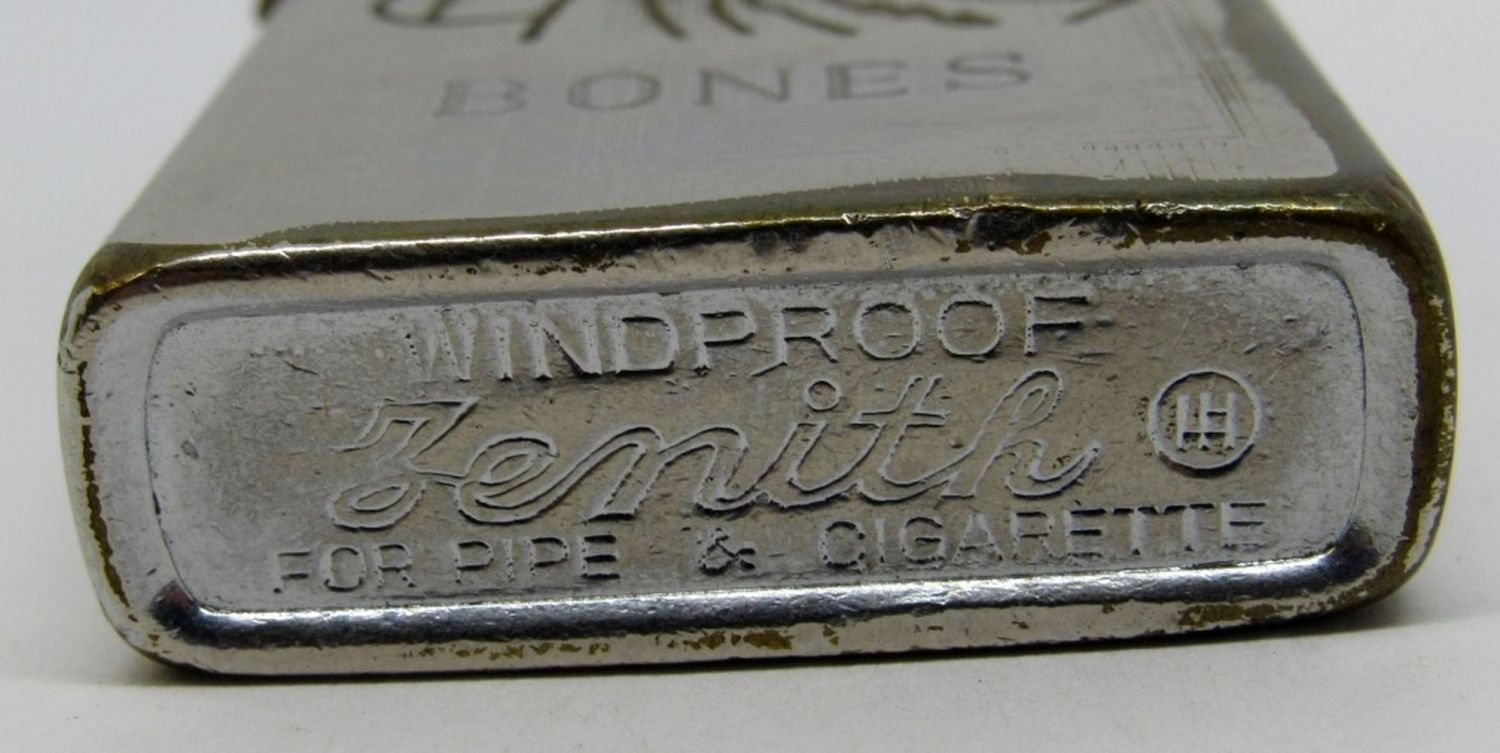 BONES
WINDPROOF
Zenith
FOR PIPE & CIGARETTE